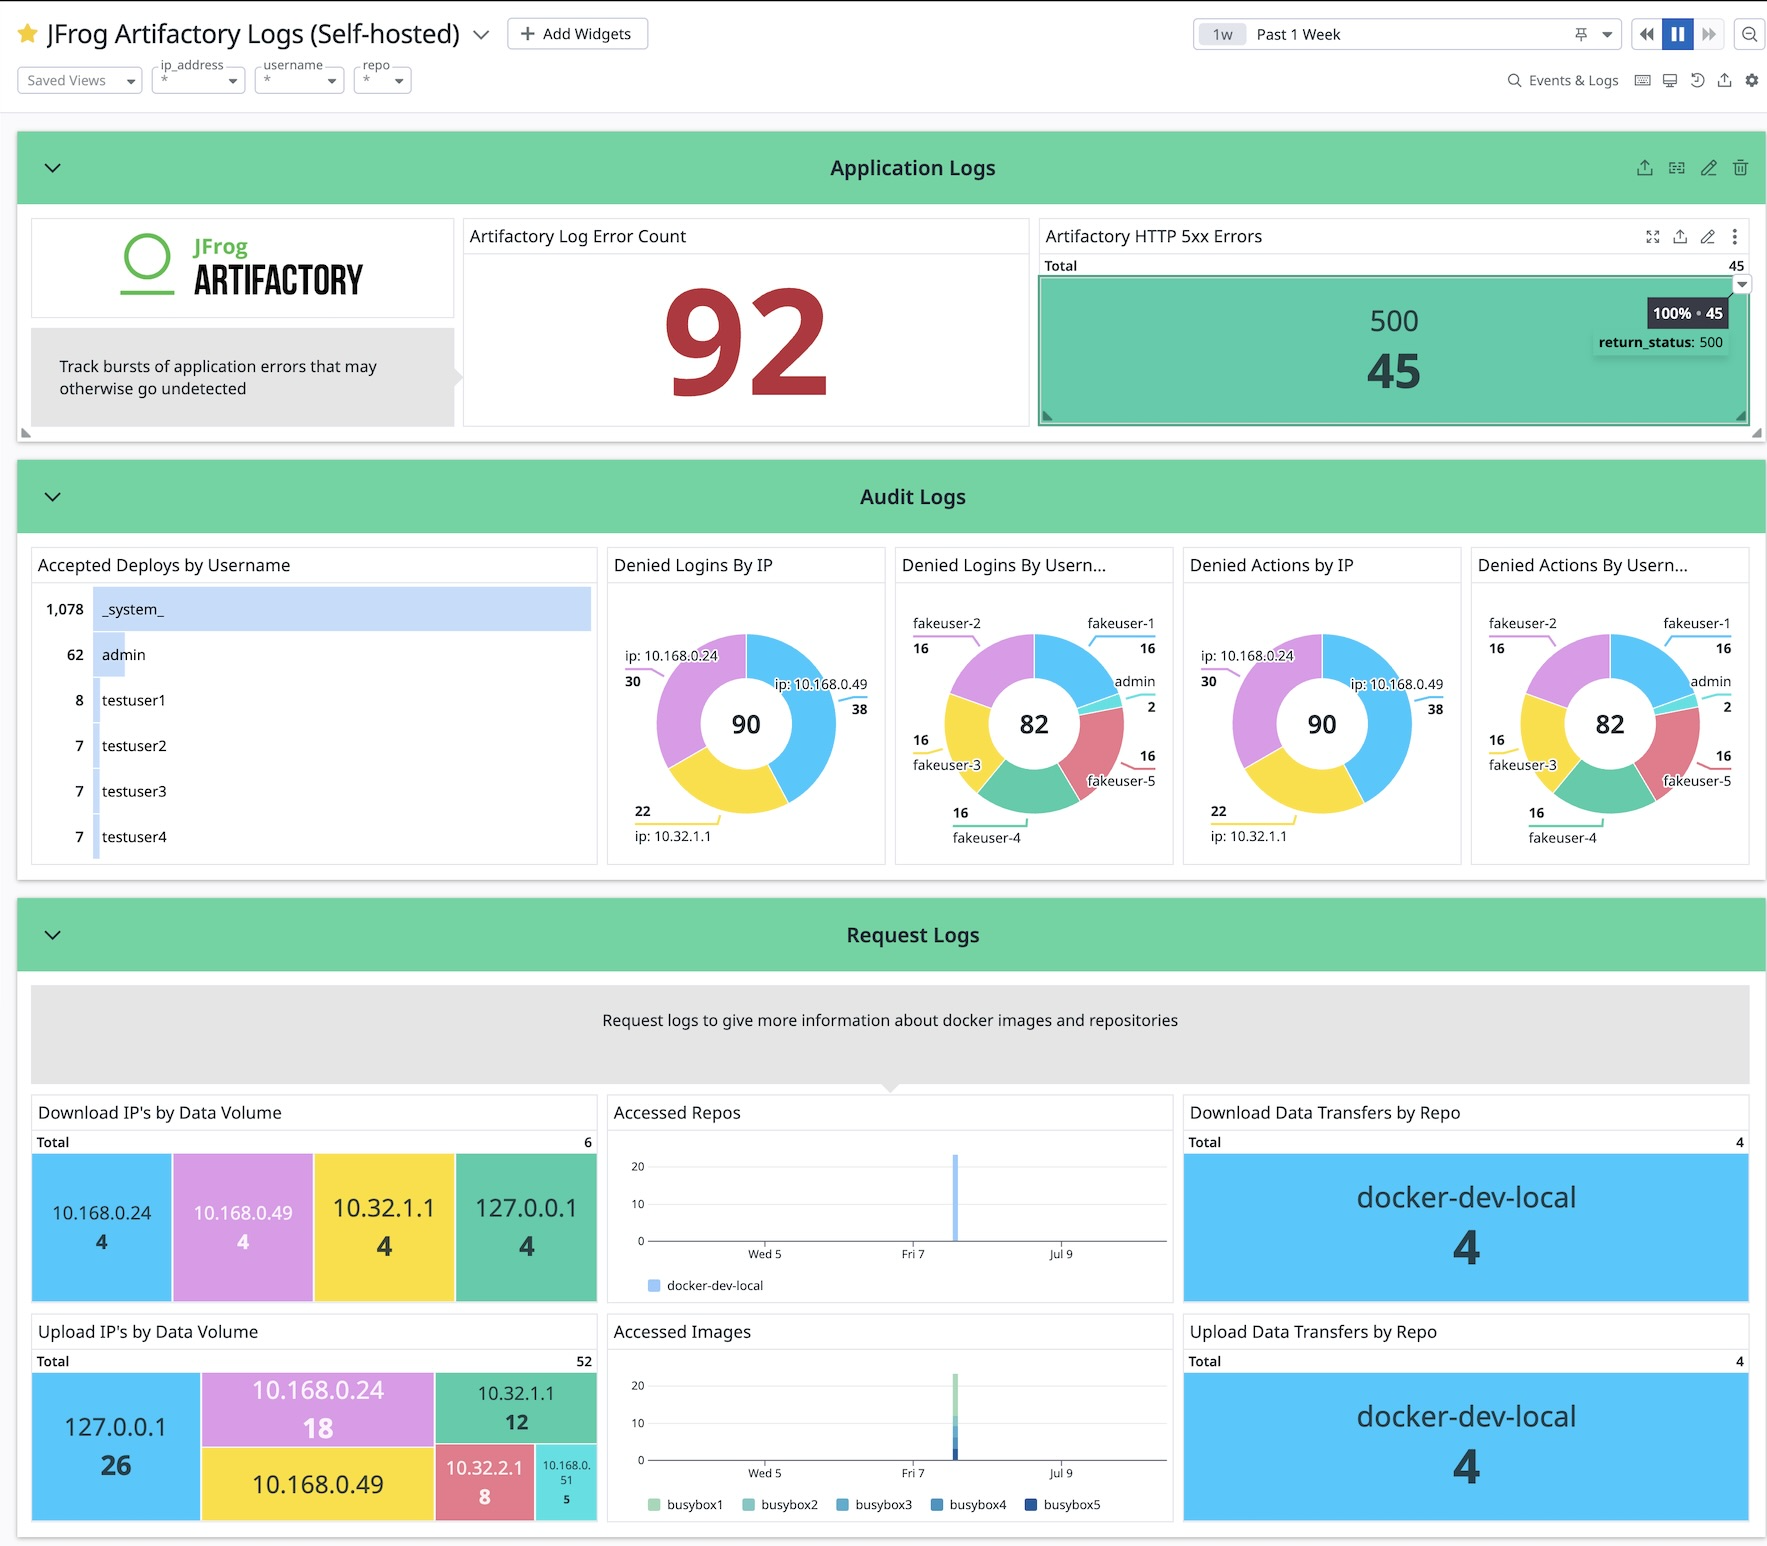 JFrog Artifactory Logs (Self-hosted)
+ Add Widgets
1w Past 1 Week
Saved Views
ip_address
*
username
*
repo
*
Events & Logs
Application Logs
JFrog
ARTIFACTORY
Track bursts of application errors that may
otherwise go undetected
Artifactory Log Error Count
92
Artifactory HTTP 5xx Errors
Total 45
500
45
100% • 45
return_status: 500
Audit Logs
Accepted Deploys by Username
1,078 _system_
62 admin
8 testuser1
7 testuser2
7 testuser3
7 testuser4
Denied Logins By IP
ip: 10.168.0.24
30
ip: 10.168.0.49
38
90
22
ip: 10.32.1.1
Denied Logins By Usern...
fakeuser-2
16
fakeuser-1
16
admin
2
82
16
fakeuser-3
16
fakeuser-5
16
fakeuser-4
Denied Actions by IP
ip: 10.168.0.24
30
ip: 10.168.0.49
38
90
22
ip: 10.32.1.1
Denied Actions By Usern...
fakeuser-2
16
fakeuser-1
16
admin
2
82
16
fakeuser-3
16
fakeuser-5
16
fakeuser-4
Request Logs
Request logs to give more information about docker images and repositories
Download IP's by Data Volume
Total 6
10.168.0.24
4
10.168.0.49
4
10.32.1.1
4
127.0.0.1
4
Accessed Repos
20
10
0
Wed 5 Fri 7 Jul 9
docker-dev-local
Download Data Transfers by Repo
Total 4
docker-dev-local
4
Upload IP's by Data Volume
Total 52
127.0.0.1
26
10.168.0.24
18
10.168.0.49
10.32.1.1
12
10.32.2.1
8
10.168.0.
51
5
Accessed Images
20
10
0
Wed 5 Fri 7 Jul 9
busybox1 busybox2 busybox3 busybox4 busybox5
Upload Data Transfers by Repo
Total 4
docker-dev-local
4